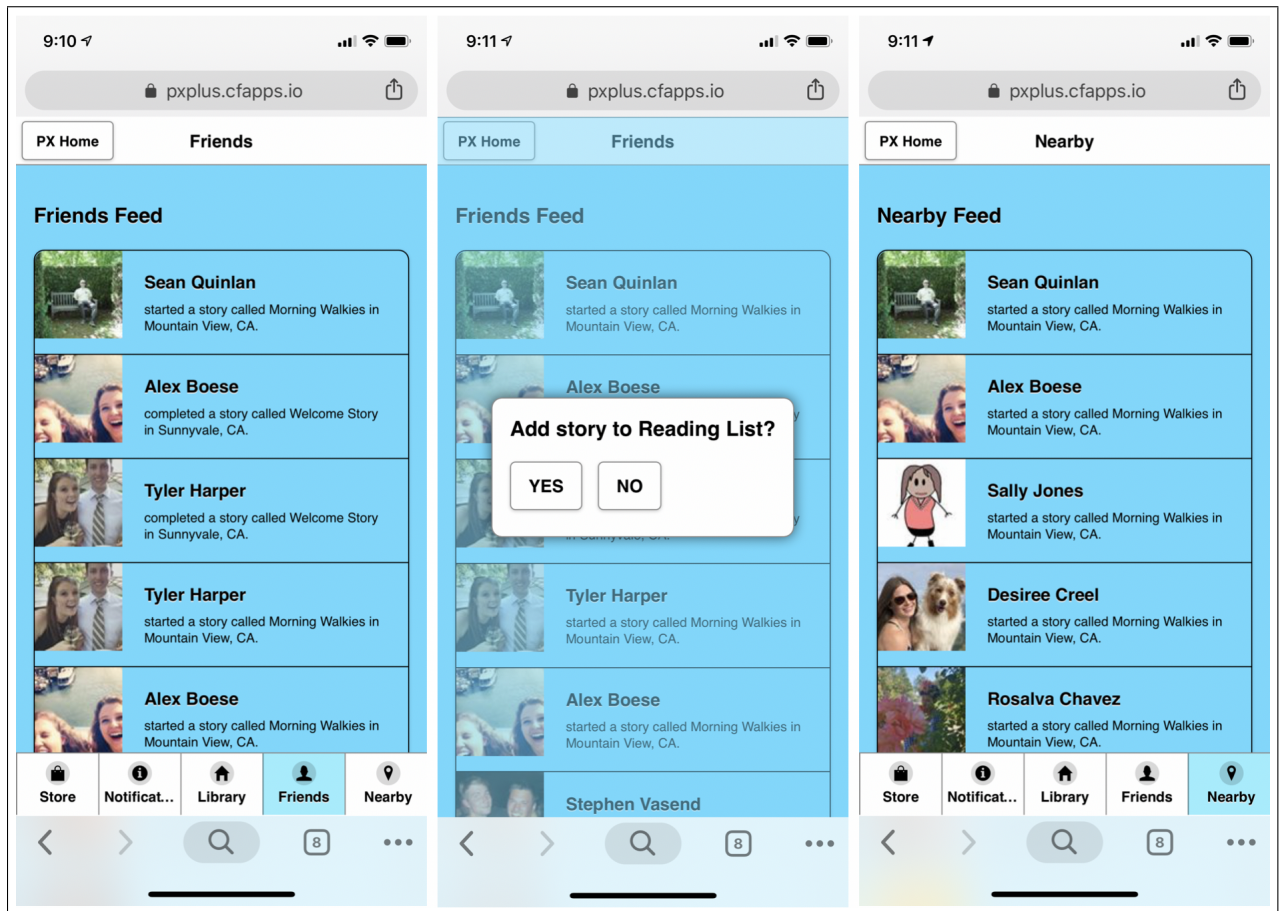 9:10
pxplus.cfapps.io
PX Home
Friends
Friends Feed
Sean Quinlan
started a story called Morning Walkies in
Mountain View, CA.
Alex Boese
completed a story called Welcome Story
in Sunnyvale, CA.
Tyler Harper
completed a story called Welcome Story
in Sunnyvale, CA.
Tyler Harper
started a story called Morning Walkies in
Mountain View, CA.
Alex Boese
started a story called Morning Walkies in
Mountain View, CA.
Store
Notificat...
Library
Friends
Nearby
8
9:11
pxplus.cfapps.io
PX Home
Friends
Friends Feed
Sean Quinlan
started a story called Morning Walkies in
Mountain View, CA.
Alex Boese
Add story to Reading List?
YES
NO
in Sunnyvale, CA.
Tyler Harper
started a story called Morning Walkies in
Mountain View, CA.
Alex Boese
started a story called Morning Walkies in
Mountain View, CA.
Stephen Vasend
8
9:11
pxplus.cfapps.io
PX Home
Nearby
Nearby Feed
Sean Quinlan
started a story called Morning Walkies in
Mountain View, CA.
Alex Boese
started a story called Morning Walkies in
Mountain View, CA.
Sally Jones
started a story called Morning Walkies in
Mountain View, CA.
Desiree Creel
started a story called Morning Walkies in
Mountain View, CA.
Rosalva Chavez
started a story called Morning Walkies in
Mountain View, CA.
Store
Notificat...
Library
Friends
Nearby
8